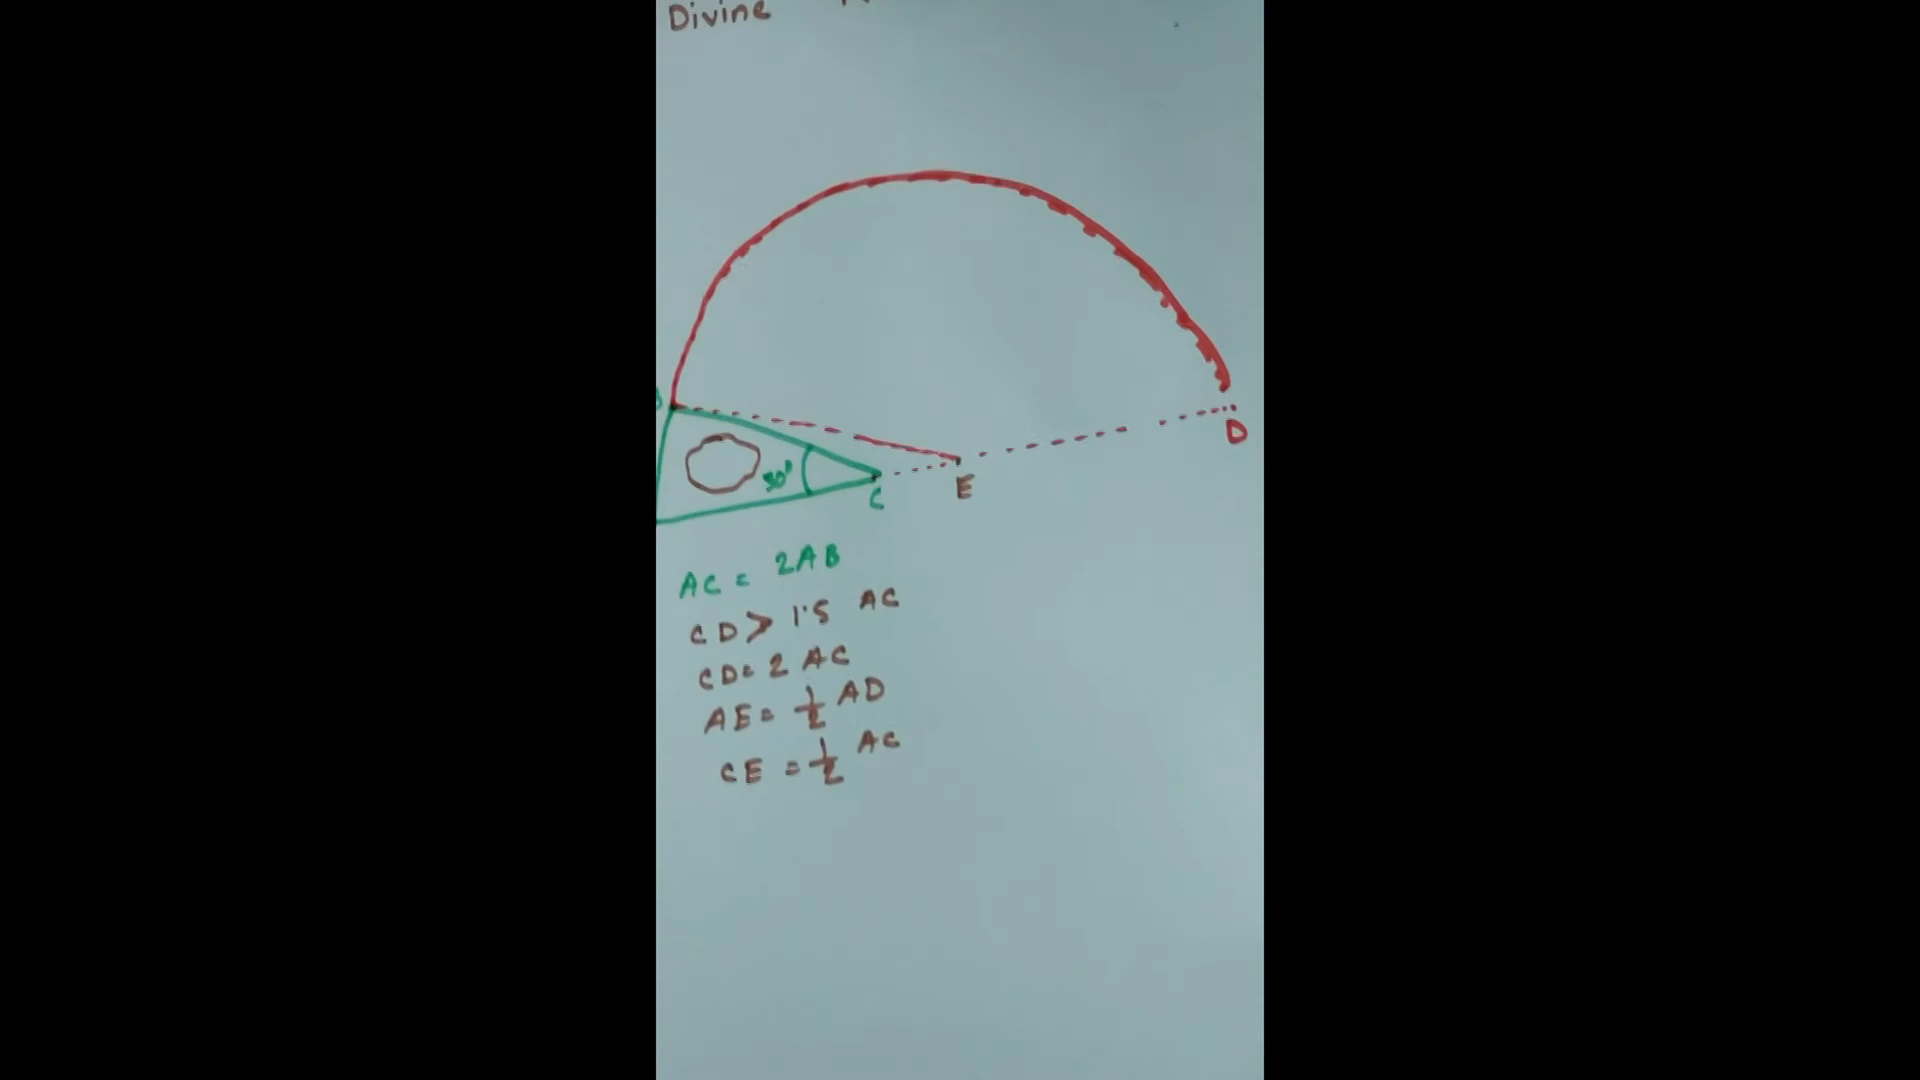 Divine
30°
C
E
D
AC = 2AB
CD > 1.5 AC
CD = 2 AC
AE = 1/2 AD
CE = 1/2 AC